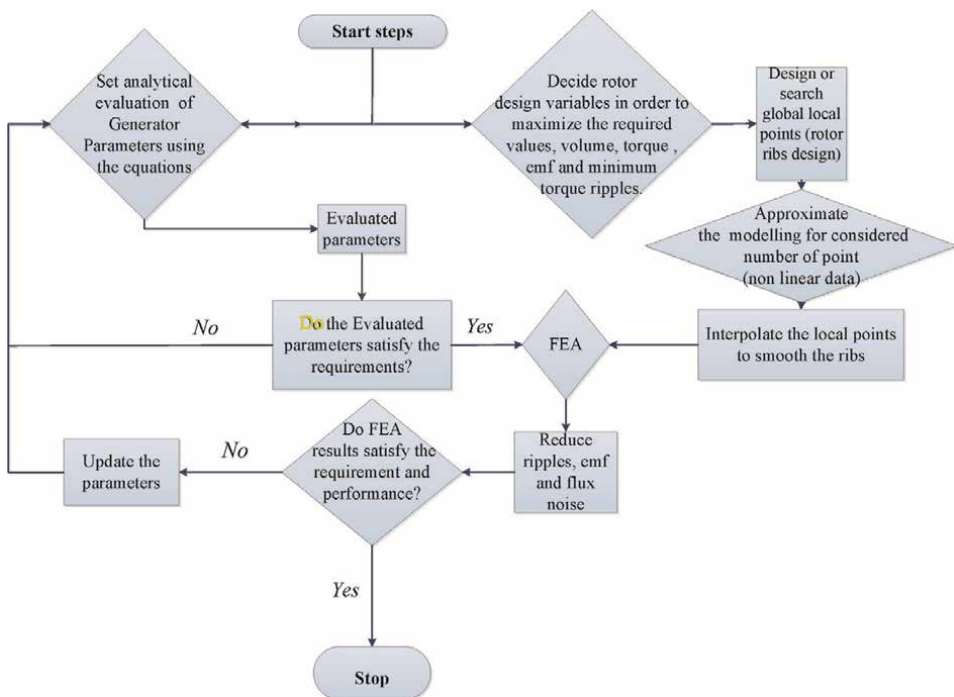 Start steps
Set analytical
evaluation of
Generator
Parameters using
the equations
Decide rotor
design variables in order to
maximize the required
values, volume, torque ,
emf and minimum
torque ripples.
Design or
search
global local
points (rotor
ribs design)
Evaluated
parameters
Approximate
the modelling for considered
number of point
(non linear data)
No
Do the Evaluated
parameters satisfy the
requirements?
Yes
FEA
Interpolate the local points
to smooth the ribs
Update the
parameters
No
Do FEA
results satisfy the
requirement and
performance?
Reduce
ripples, emf
and flux
noise
Yes
Stop